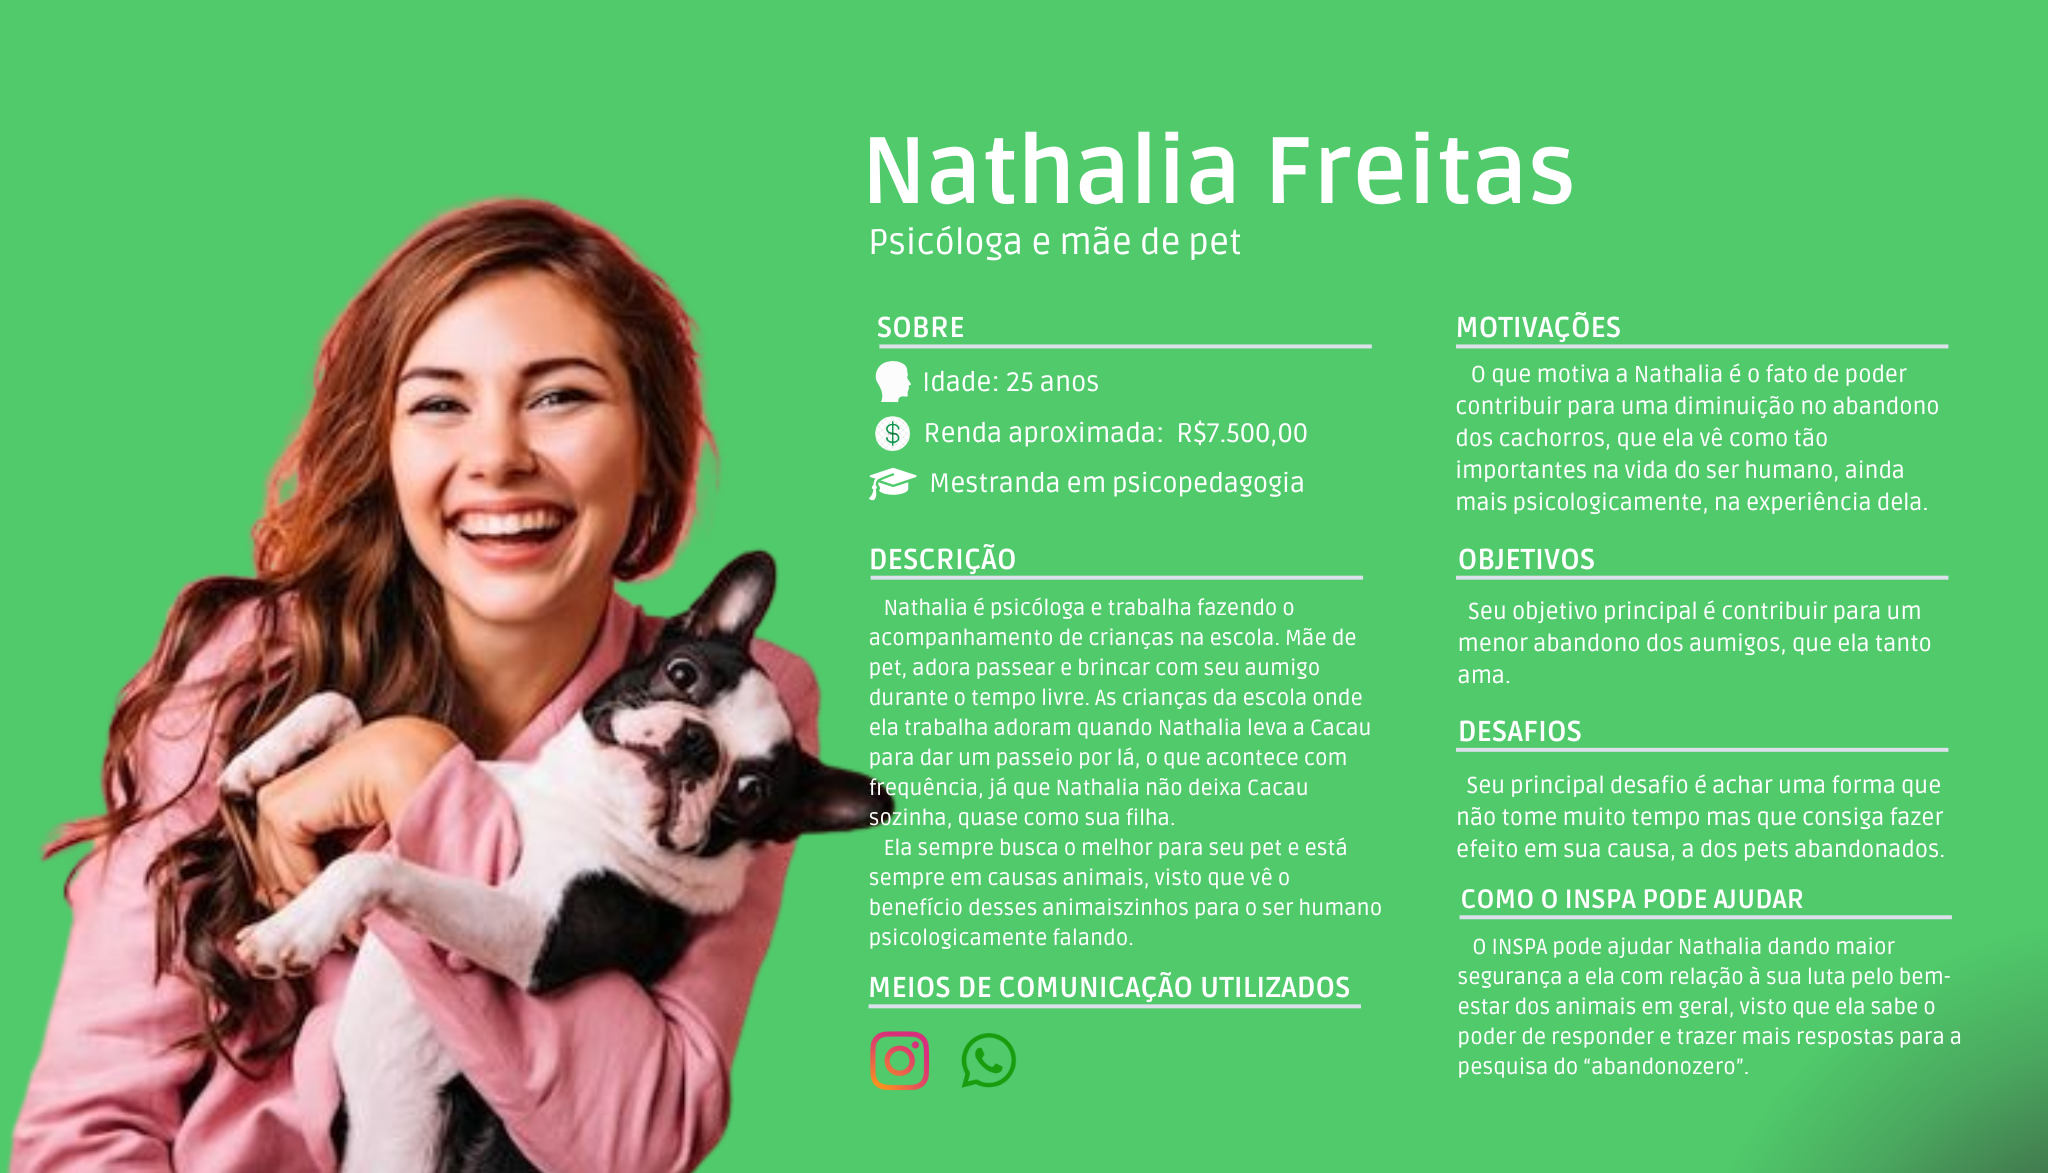 Nathalia Freitas
Psicóloga e mãe de pet
SOBRE
Idade: 25 anos
$
Renda aproximada: R$7.500,00
Mestranda em psicopedagogia
DESCRIÇÃO
Nathalia é psicóloga e trabalha fazendo o
acompanhamento de crianças na escola. Mãe de
pet, adora passear e brincar com seu aumigo
durante o tempo livre. As crianças da escola onde
ela trabalha adoram quando Nathalia leva a Cacau
para dar um passeio por lá, o que acontece com
frequência, já que Nathalia não deixa Cacau
sozinha, quase como sua filha.
Ela sempre busca o melhor para seu pet e está
sempre em causas animais, visto que vê o
benefício desses animaiszinhos para o ser humano
psicologicamente falando.
MEIOS DE COMUNICAÇÃO UTILIZADOS
MOTIVAÇÕES
O que motiva a Nathalia é o fato de poder
contribuir para uma diminuição no abandono
dos cachorros, que ela vê como tão
importantes na vida do ser humano, ainda
mais psicologicamente, na experiência dela.
OBJETIVOS
Seu objetivo principal é contribuir para um
menor abandono dos aumigos, que ela tanto
ama.
DESAFIOS
Seu principal desafio é achar uma forma que
não tome muito tempo mas que consiga fazer
efeito em sua causa, a dos pets abandonados.
COMO O INSPA PODE AJUDAR
O INSPA pode ajudar Nathalia dando maior
segurança a ela com relação à sua luta pelo bem-
estar dos animais em geral, visto que ela sabe o
poder de responder e trazer mais respostas para a
pesquisa do “abandonozero”.